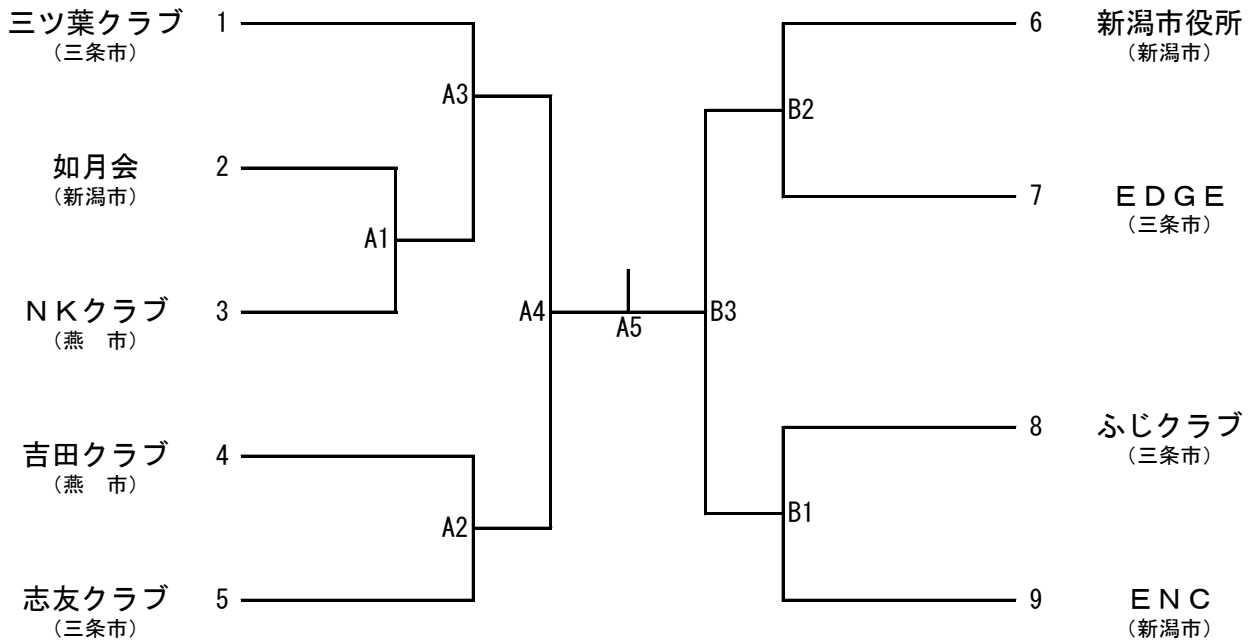 三ツ葉クラブ 1
（三条市）
如月会 2
（新潟市）
ＮＫクラブ 3
（燕　市）
吉田クラブ 4
（燕　市）
志友クラブ 5
（三条市）
A3
A1
A4
A2
A5
B2
B3
B1
6 新潟市役所
（新潟市）
7 ＥＤＧＥ
（三条市）
8 ふじクラブ
（三条市）
9 ＥＮＣ
（新潟市）